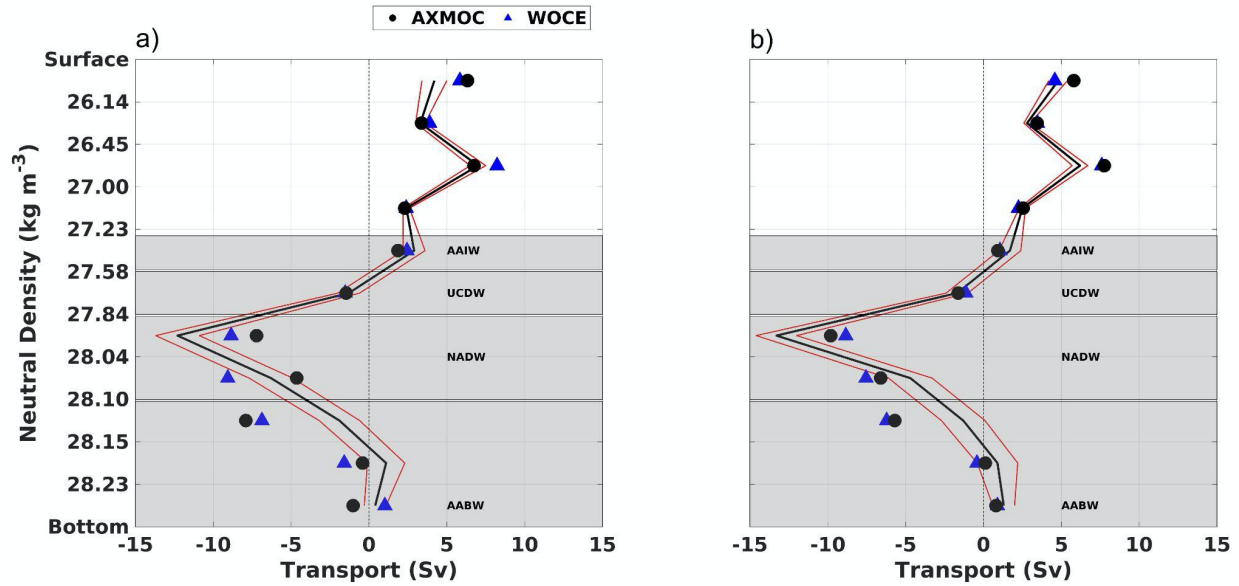 AXMOC WOCE
a)
b)
Neutral Density (kg m⁻³)
Surface
26.14
26.45
27.00
27.23
27.58
27.84
28.04
28.10
28.15
28.23
Bottom
AAIW
UCDW
NADW
AABW
-15 -10 -5 0 5 10 15
Transport (Sv)
AAIW
UCDW
NADW
AABW
-15 -10 -5 0 5 10 15
Transport (Sv)